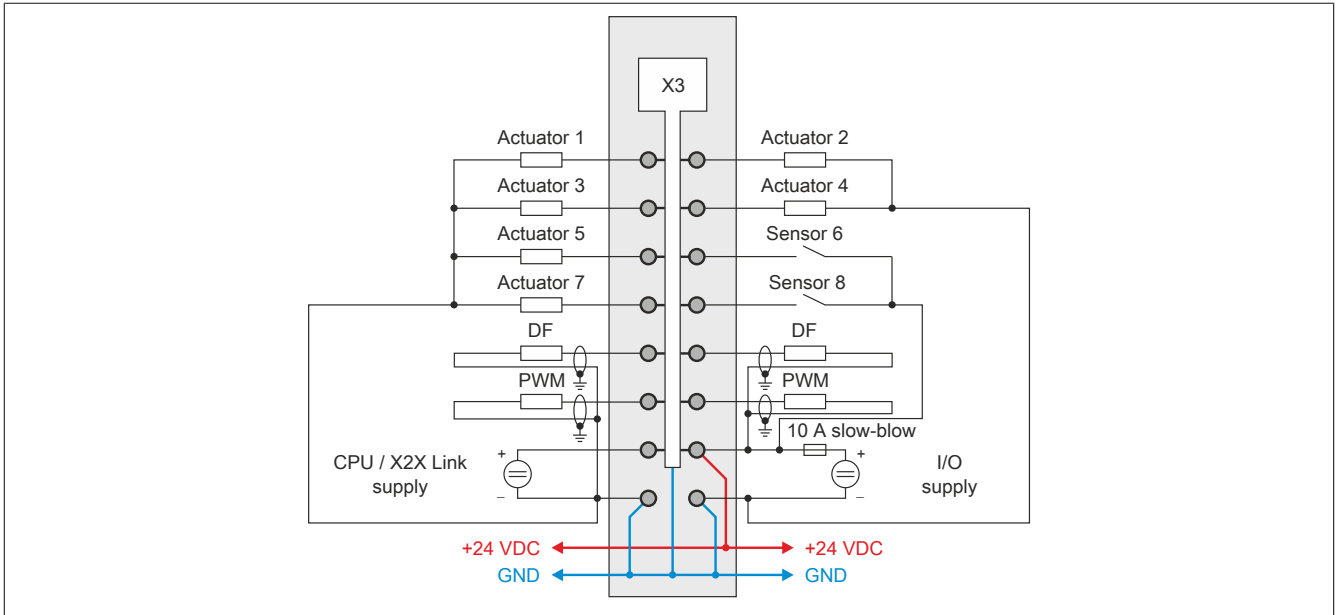 X3
Actuator 1
Actuator 2
Actuator 3
Actuator 4
Actuator 5
Sensor 6
Actuator 7
Sensor 8
DF
DF
PWM
PWM
10 A slow-blow
CPU / X2X Link
supply
+
–
+
–
I/O
supply
+24 VDC
+24 VDC
GND
GND